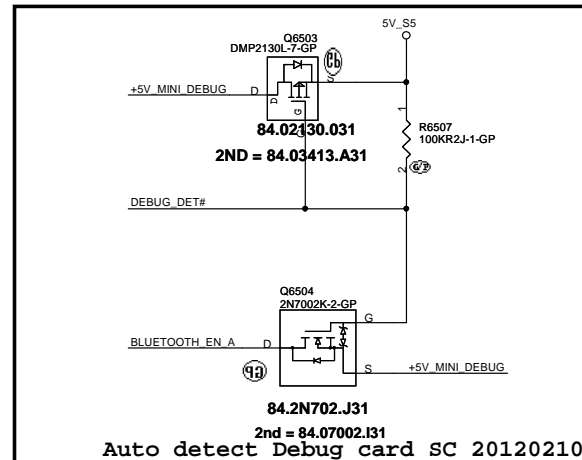 5V_S5
Q6503
DMP2130L-7-GP
+5V_MINI_DEBUG
D
S
D
G
G
84.02130.031
2ND = 84.03413.A31
1
R6507
100KR2J-1-GP
2
G/P
DEBUG_DET#
Q6504
2N7002K-2-GP
G
BLUETOOTH_EN_A
D
S
+5V_MINI_DEBUG
84.2N702.J31
2nd = 84.07002.I31
Auto detect Debug card SC 20120210